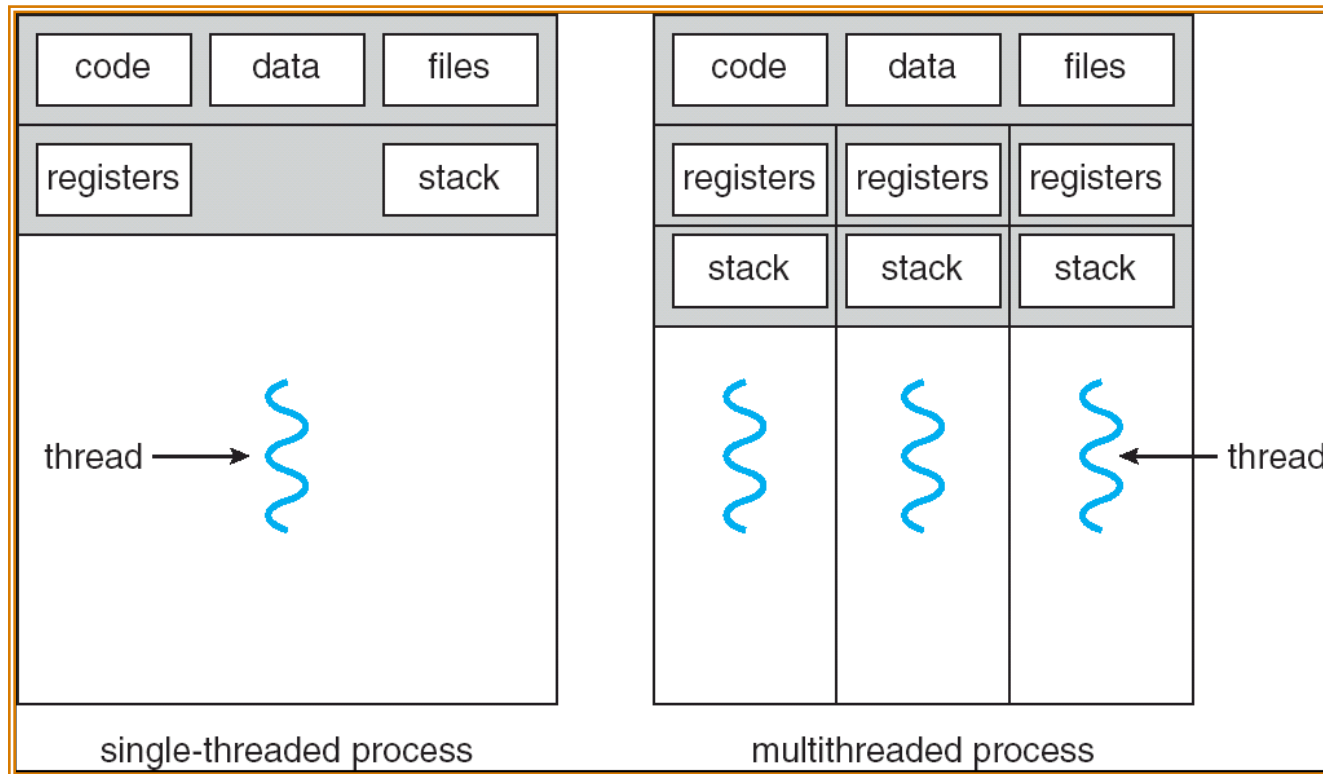 code data files
registers stack
thread
single-threaded process
code data files
registers registers registers
stack stack stack
thread
multithreaded process